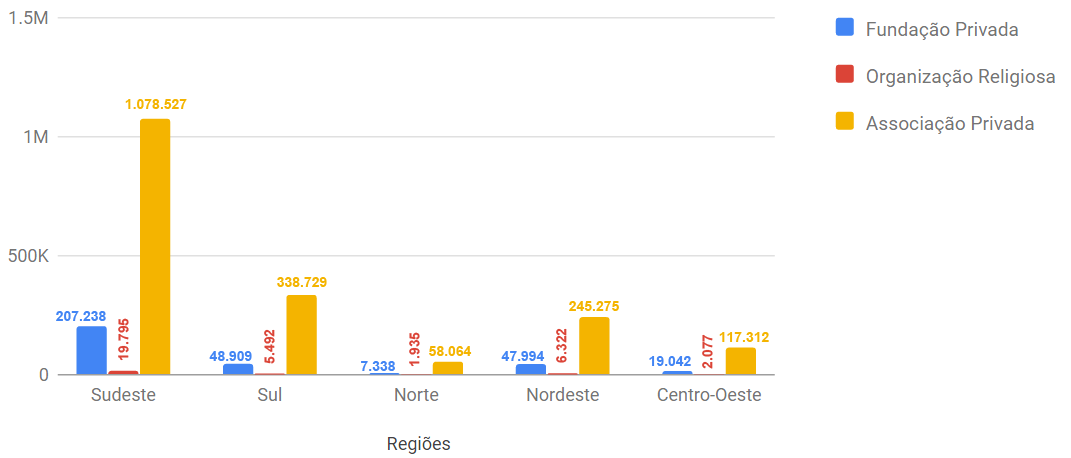 1.5M
1M
500K
0
Fundação Privada
Organização Religiosa
Associação Privada
207.238
19.795
1.078.527
48.909
5.492
338.729
7.338
1.935
58.064
47.994
6.322
245.275
19.042
2.077
117.312
Sudeste
Sul
Norte
Nordeste
Centro-Oeste
Regiões